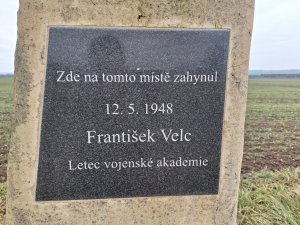 Zde na tomto místě zahynul
12. 5. 1948
František Velc
Letec vojenské akademie